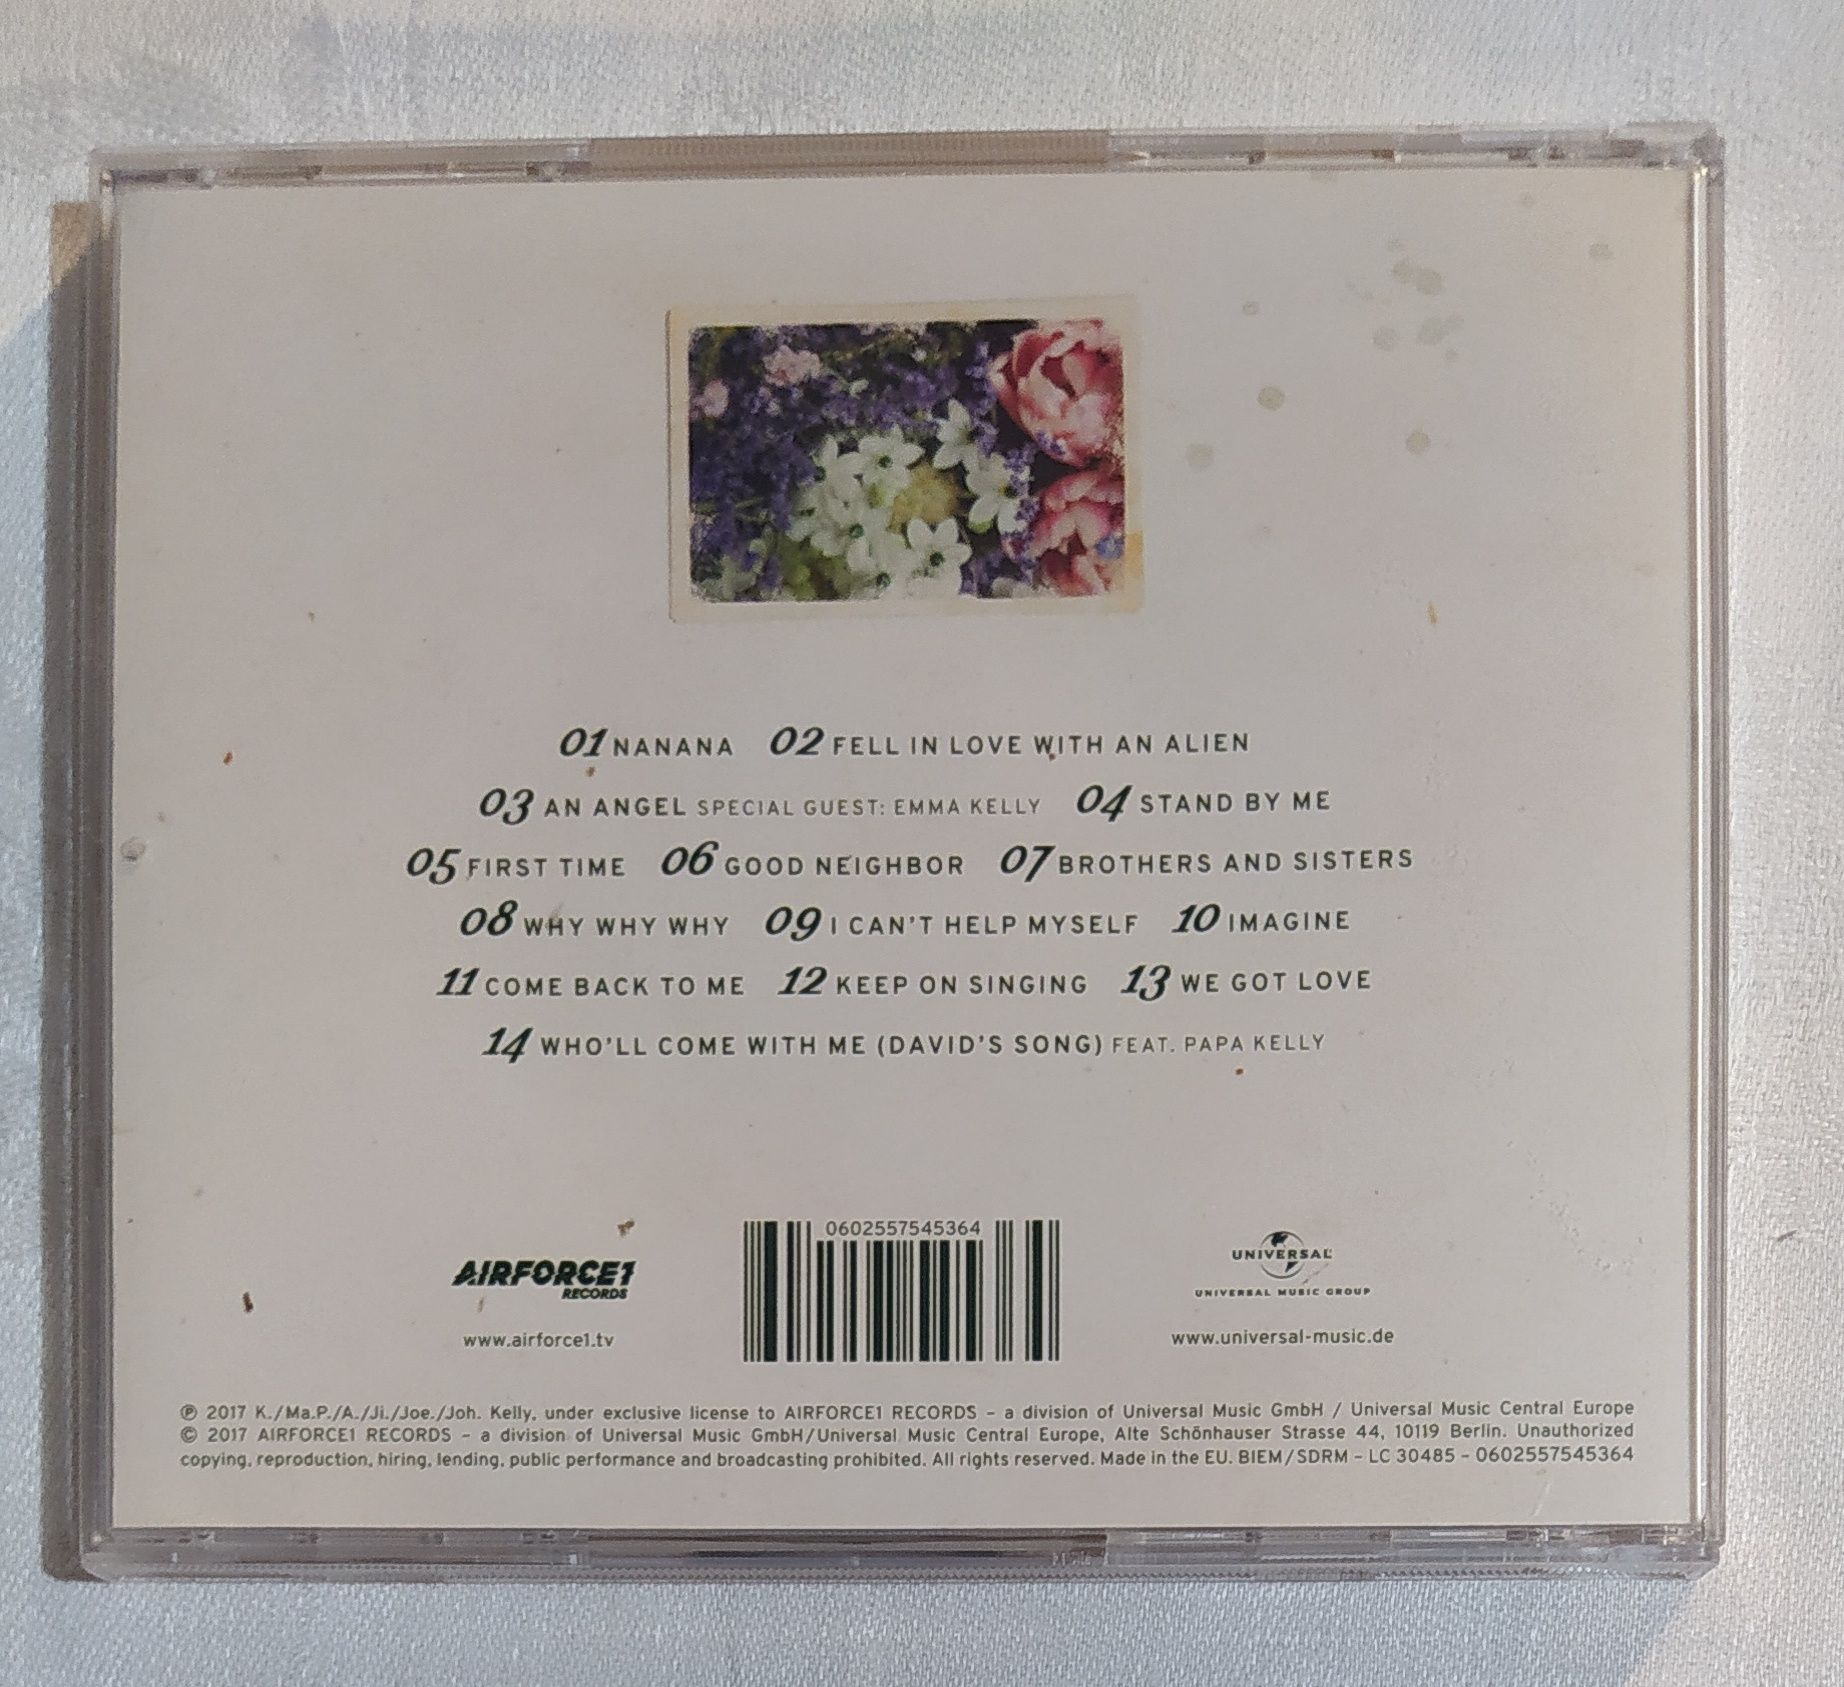 01 NANANA 02 FELL IN LOVE WITH AN ALIEN
03 AN ANGEL SPECIAL GUEST: EMMA KELLY 04 STAND BY ME
05 FIRST TIME 06 GOOD NEIGHBOR 07 BROTHERS AND SISTERS
08 WHY WHY WHY 09 I CAN'T HELP MYSELF 10 IMAGINE
11 COME BACK TO ME 12 KEEP ON SINGING 13 WE GOT LOVE
14 WHO'LL COME WITH ME (DAVID'S SONG) FEAT. PAPA KELLY
AIRFORCE1
RECORDS
www.airforce1.tv
0602557545364
UNIVERSAL
UNIVERSAL MUSIC GROUP
www.universal-music.de
℗ 2017 K./Ma.P./A./Ji./Joe./Joh. Kelly, under exclusive license to AIRFORCE1 RECORDS – a division of Universal Music GmbH / Universal Music Central Europe
© 2017 AIRFORCE1 RECORDS – a division of Universal Music GmbH/Universal Music Central Europe, Alte Schönhauser Strasse 44, 10119 Berlin. Unauthorized
copying, reproduction, hiring, lending, public performance and broadcasting prohibited. All rights reserved. Made in the EU. BIEM/SDRM – LC 30485 – 0602557545364